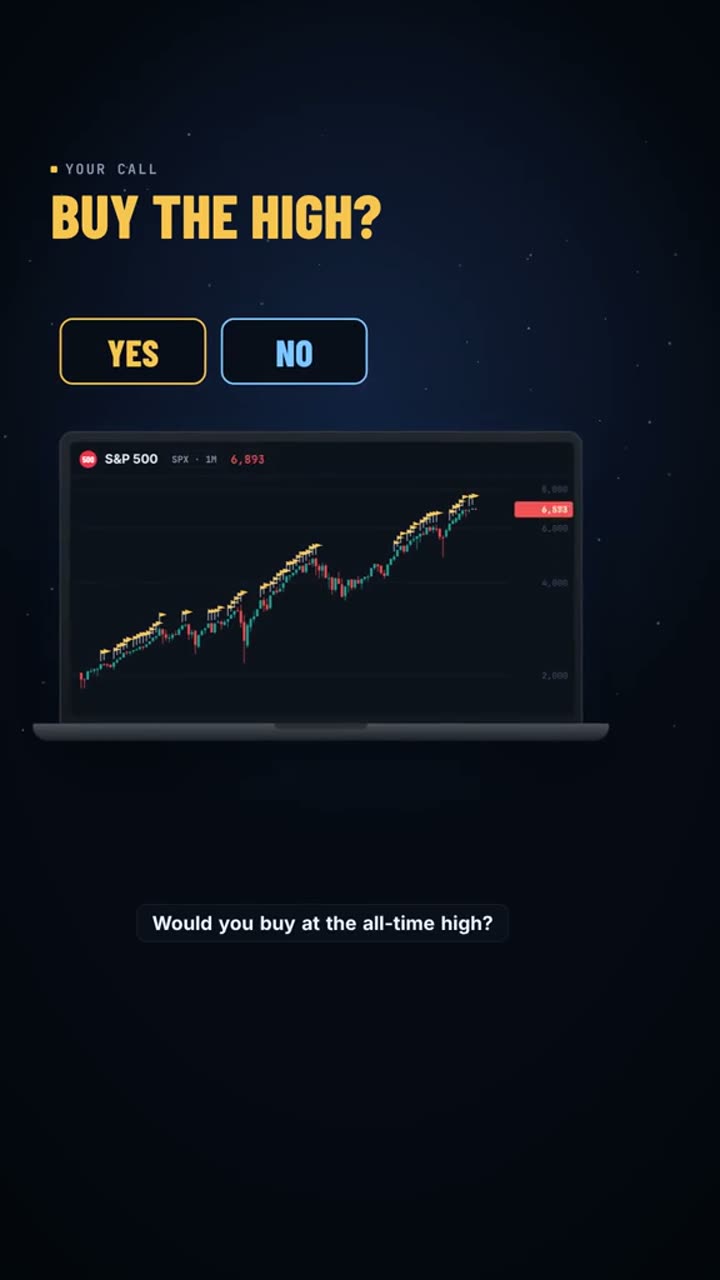 YOUR CALL
BUY THE HIGH?
YES
NO
500 S&P 500 SPX · 1M 6,893
8,000
6,893
6,000
4,000
2,000
Would you buy at the all-time high?